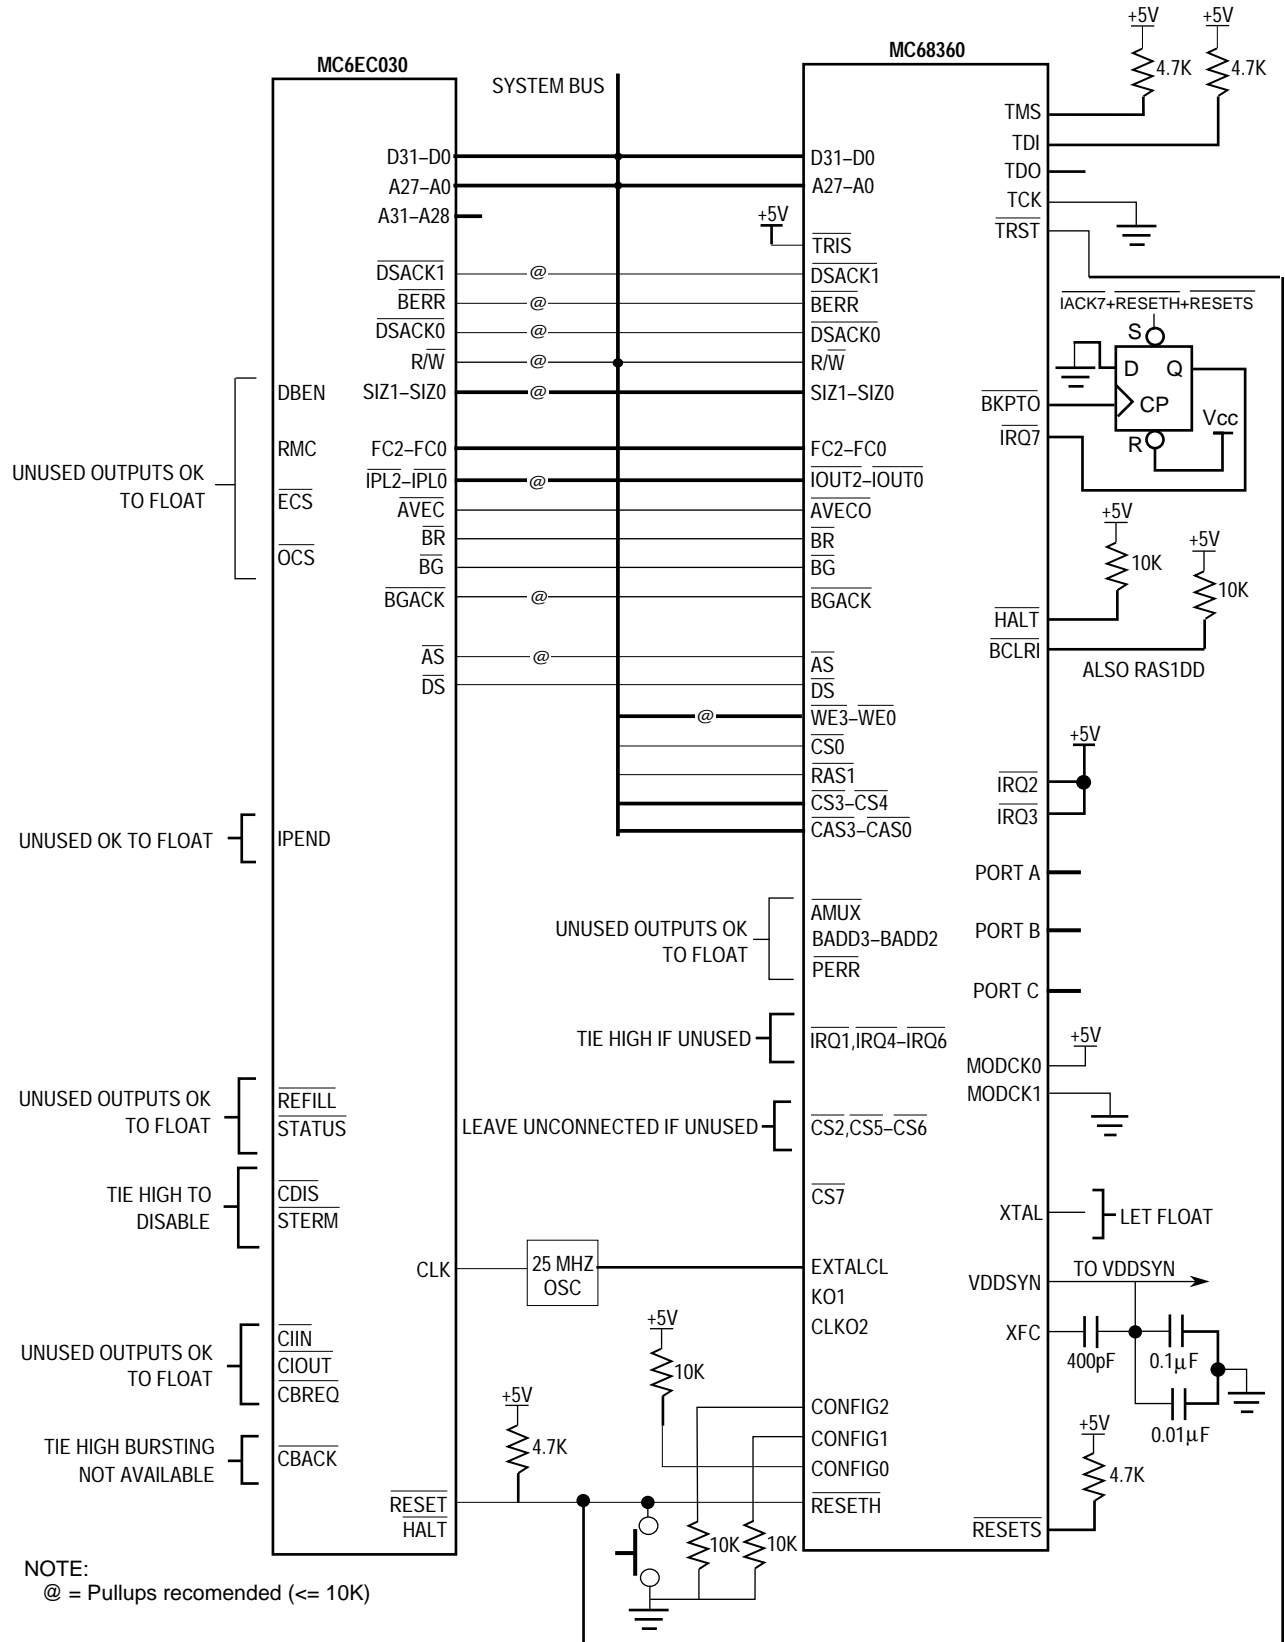 MC6EC030
SYSTEM BUS
MC68360
+5V
+5V
4.7K
4.7K
TMS
TDI
TDO
TCK
TRST
D31–D0
A27–A0
A31–A28
DSACK1
BERR
DSACK0
R/W
SIZ1–SIZ0
FC2–FC0
IPL2–IPL0
AVEC
BR
BG
BGACK
AS
DS
@
@
@
@
@
@
@
@
@
D31–D0
A27–A0
+5V
TRIS
DSACK1
BERR
DSACK0
R/W
SIZ1–SIZ0
FC2–FC0
IOUT2–IOUT0
AVECO
BR
BG
BGACK
AS
DS
WE3–WE0
CS0
RAS1
CS3–CS4
CAS3–CAS0
IACK7+RESETH+RESETS
S
D Q
CP
R
Vcc
BKPTO
IRQ7
+5V
10K
+5V
10K
HALT
BCLRI
ALSO RAS1DD
+5V
IRQ2
IRQ3
PORT A
PORT B
PORT C
+5V
MODCK0
MODCK1
XTAL
LET FLOAT
VDDSYN
TO VDDSYN
XFC
400pF
0.1μF
0.01μF
+5V
4.7K
RESETS
UNUSED OUTPUTS OK
TO FLOAT
DBEN
RMC
ECS
OCS
UNUSED OK TO FLOAT
IPEND
UNUSED OUTPUTS OK
TO FLOAT
AMUX
BADD3–BADD2
PERR
TIE HIGH IF UNUSED
IRQ1,IRQ4–IRQ6
LEAVE UNCONNECTED IF UNUSED
CS2,CS5–CS6
CS7
UNUSED OUTPUTS OK
TO FLOAT
REFILL
STATUS
TIE HIGH TO
DISABLE
CDIS
STERM
CLK
25 MHZ
OSC
EXTALCL
KO1
CLKO2
UNUSED OUTPUTS OK
TO FLOAT
CIIN
CIOUT
CBREQ
TIE HIGH BURSTING
NOT AVAILABLE
CBACK
+5V
10K
+5V
4.7K
CONFIG2
CONFIG1
CONFIG0
RESET
HALT
RESETH
10K
10K
NOTE:
@ = Pullups recomended (<= 10K)